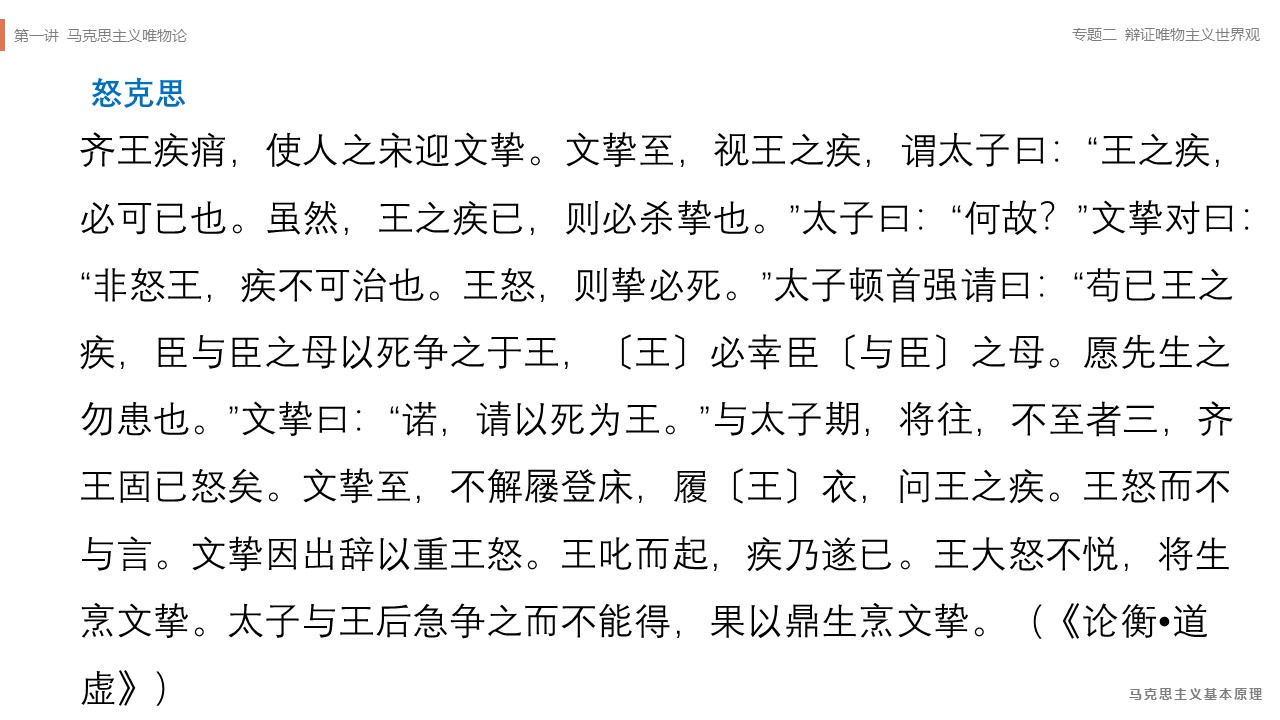 第一讲 马克思主义唯物论
专题二 辩证唯物主义世界观
怒克思
齐王疾痟，使人之宋迎文挚。文挚至，视王之疾，谓太子曰：“王之疾，
必可已也。虽然，王之疾已，则必杀挚也。”太子曰：“何故？”文挚对曰：
“非怒王，疾不可治也。王怒，则挚必死。”太子顿首强请曰：“苟已王之
疾，臣与臣之母以死争之于王，〔王〕必幸臣〔与臣〕之母。愿先生之
勿患也。”文挚曰：“诺，请以死为王。”与太子期，将往，不至者三，齐
王固已怒矣。文挚至，不解屦登床，履〔王〕衣，问王之疾。王怒而不
与言。文挚因出辞以重王怒。王叱而起，疾乃遂已。王大怒不悦，将生
烹文挚。太子与王后急争之而不能得，果以鼎生烹文挚。（《论衡•道
虚》）
马克思主义基本原理